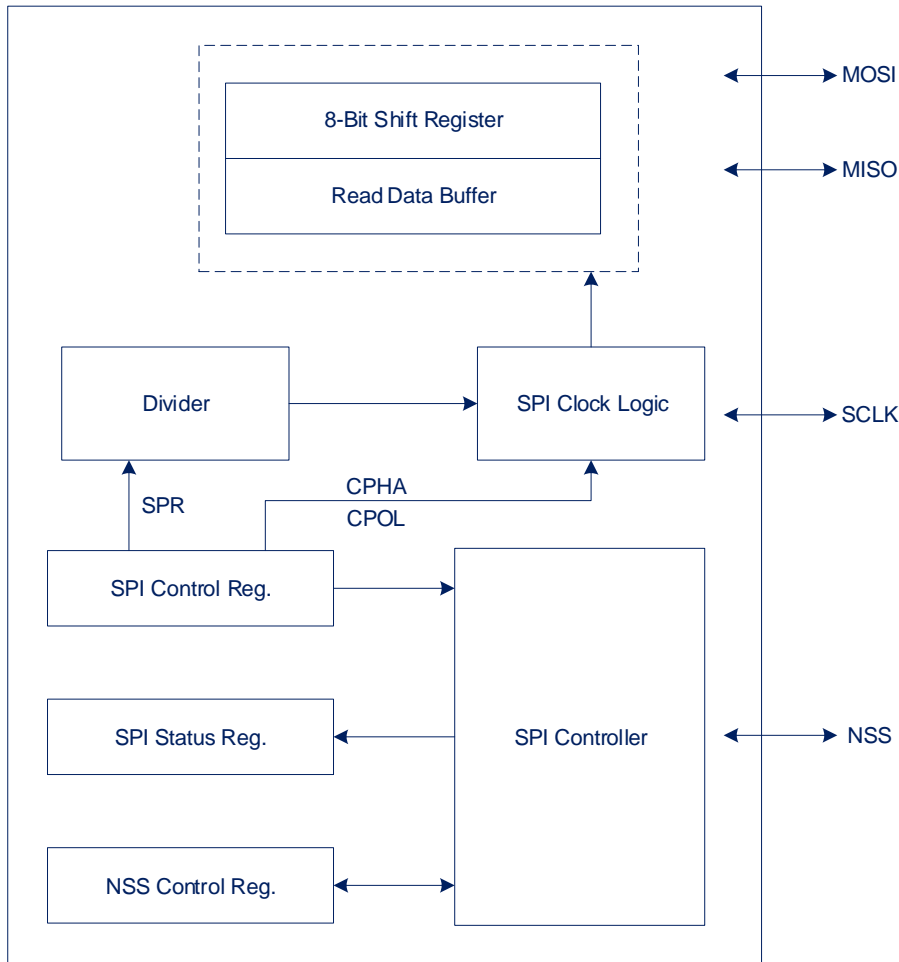 8-Bit Shift Register
Read Data Buffer
MOSI
MISO
Divider
SPI Clock Logic
SCLK
SPR
CPHA
CPOL
SPI Control Reg.
SPI Status Reg.
SPI Controller
NSS
NSS Control Reg.